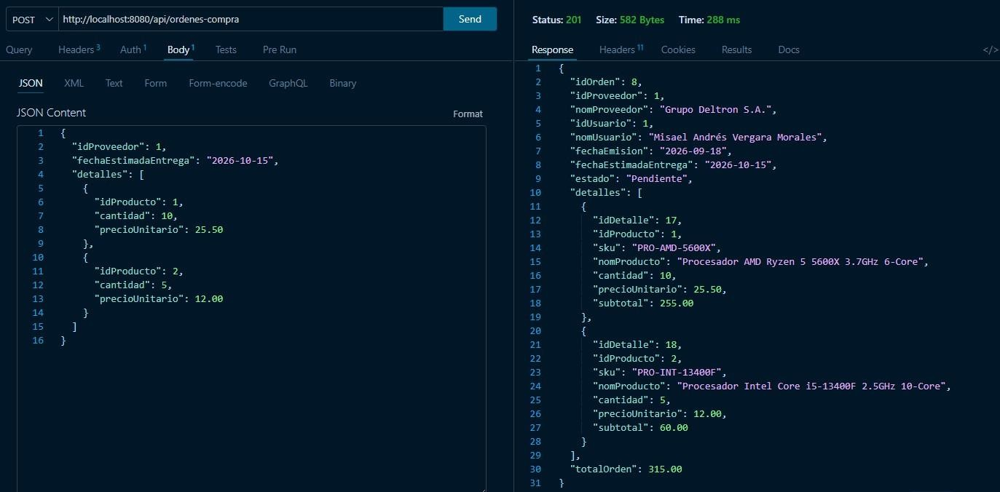 POST http://localhost:8080/api/ordenes-compra Send
Query Headers 3 Auth 1 Body 1 Tests Pre Run
JSON XML Text Form Form-encode GraphQL Binary
JSON Content Format
1 {
2 "idProveedor": 1,
3 "fechaEstimadaEntrega": "2026-10-15",
4 "detalles": [
5 {
6 "idProducto": 1,
7 "cantidad": 10,
8 "precioUnitario": 25.50
9 },
10 {
11 "idProducto": 2,
12 "cantidad": 5,
13 "precioUnitario": 12.00
14 }
15 ]
16 }
Status: 201 Size: 582 Bytes Time: 288 ms
Response Headers 11 Cookies Results Docs </>
1 {
2 "idOrden": 8,
3 "idProveedor": 1,
4 "nomProveedor": "Grupo Deltron S.A.",
5 "idUsuario": 1,
6 "nomUsuario": "Misael Andrés Vergara Morales",
7 "fechaEmision": "2026-09-18",
8 "fechaEstimadaEntrega": "2026-10-15",
9 "estado": "Pendiente",
10 "detalles": [
11 {
12 "idDetalle": 17,
13 "idProducto": 1,
14 "sku": "PRO-AMD-5600X",
15 "nomProducto": "Procesador AMD Ryzen 5 5600X 3.7GHz 6-Core",
16 "cantidad": 10,
17 "precioUnitario": 25.50,
18 "subtotal": 255.00
19 },
20 {
21 "idDetalle": 18,
22 "idProducto": 2,
23 "sku": "PRO-INT-13400F",
24 "nomProducto": "Procesador Intel Core i5-13400F 2.5GHz 10-Core",
25 "cantidad": 5,
26 "precioUnitario": 12.00,
27 "subtotal": 60.00
28 }
29 ],
30 "totalOrden": 315.00
31 }